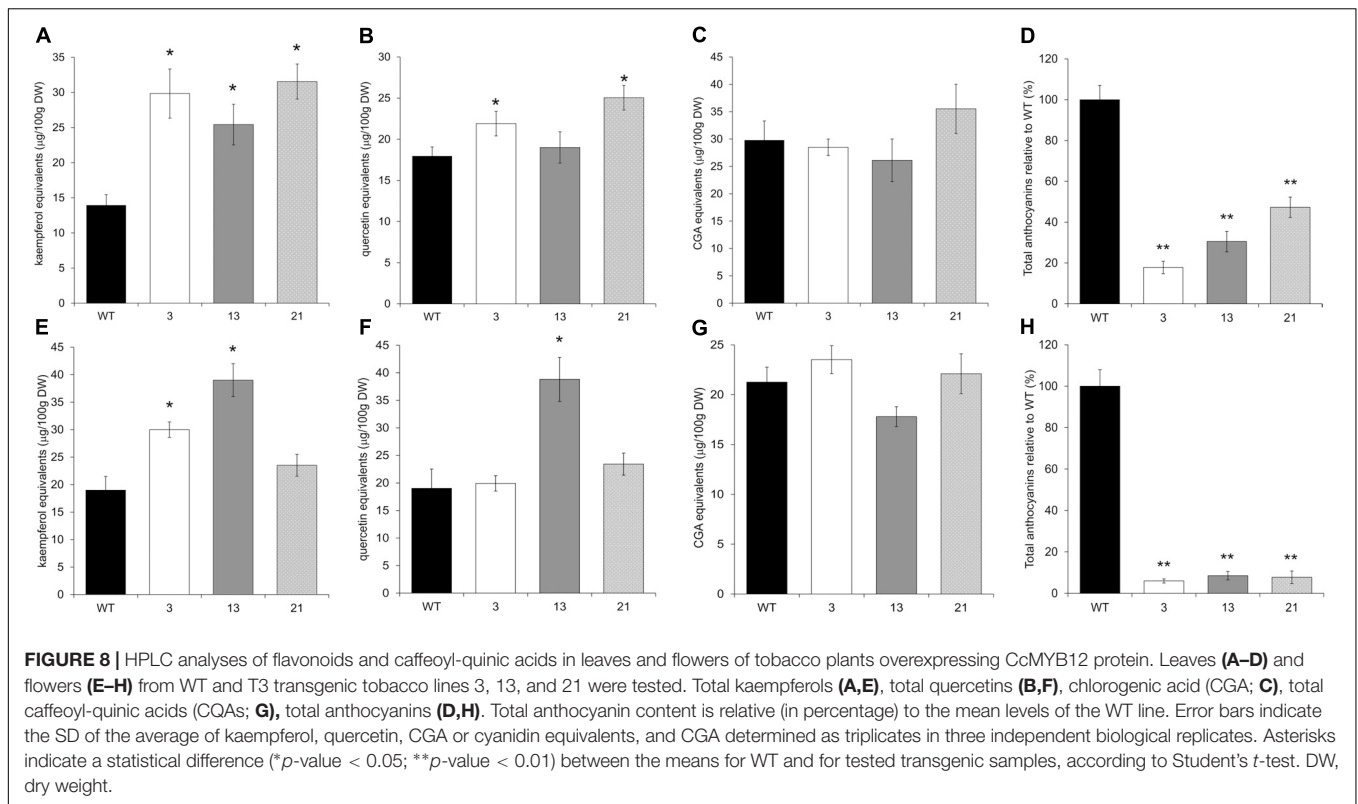 A
kaempferol equivalents (µg/100g DW)
35
30
25
20
15
10
5
0
*
*
*
WT 3 13 21
B
quercetin equivalents (µg/100g DW)
30
25
20
15
10
5
0
*
*
WT 3 13 21
C
CGA equivalents (µg/100g DW)
45
40
35
30
25
20
15
10
5
0
WT 3 13 21
D
Total anthocyanins relative to WT (%)
120
100
80
60
40
20
0
**
**
**
WT 3 13 21
E
kaempferol equivalents (µg/100g DW)
45
40
35
30
25
20
15
10
5
0
*
*
WT 3 13 21
F
quercetin equivalents (µg/100g DW)
50
45
40
35
30
25
20
15
10
5
0
*
WT 3 13 21
G
CGA equivalents (µg/100g DW)
25
20
15
10
5
0
WT 3 13 21
H
Total anthocyanins relative to WT (%)
120
100
80
60
40
20
0
**
**
**
WT 3 13 21
FIGURE 8 | HPLC analyses of flavonoids and caffeoyl-quinic acids in leaves and flowers of tobacco plants overexpressing CcMYB12 protein. Leaves (A–D) and
flowers (E–H) from WT and T3 transgenic tobacco lines 3, 13, and 21 were tested. Total kaempferols (A,E), total quercetins (B,F), chlorogenic acid (CGA; C), total
caffeoyl-quinic acids (CQAs; G), total anthocyanins (D,H). Total anthocyanin content is relative (in percentage) to the mean levels of the WT line. Error bars indicate
the SD of the average of kaempferol, quercetin, CGA or cyanidin equivalents, and CGA determined as triplicates in three independent biological replicates. Asterisks
indicate a statistical difference (*p-value < 0.05; **p-value < 0.01) between the means for WT and for tested transgenic samples, according to Student's t-test. DW,
dry weight.